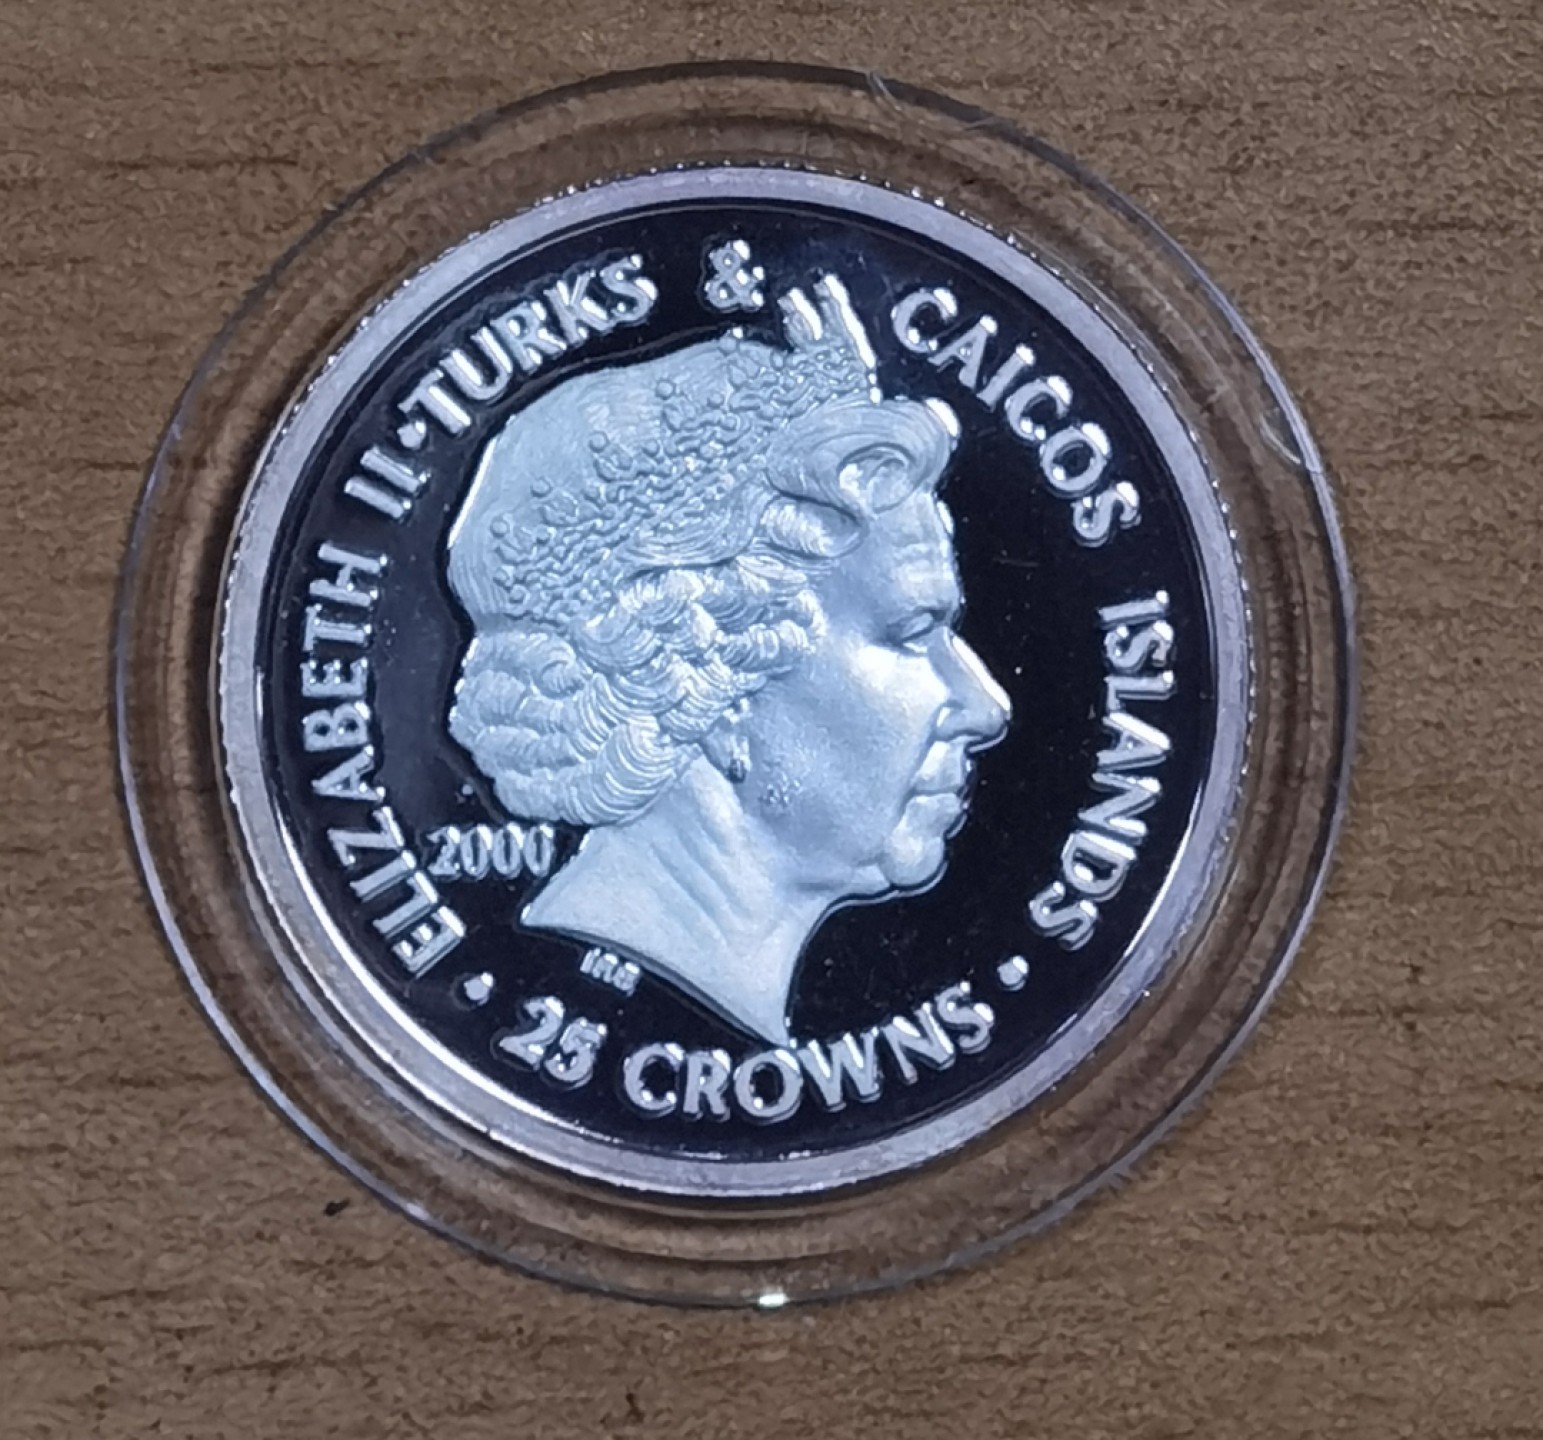 ELIZABETH II • TURKS & CAICOS ISLANDS
• 25 CROWNS •
2000
IRB